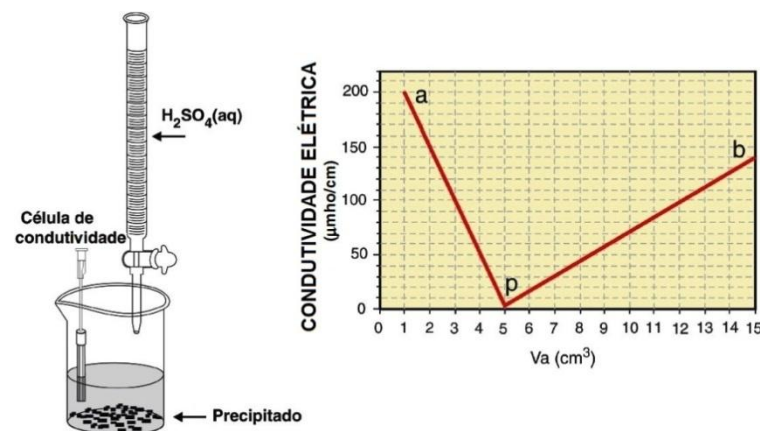 H2SO4(aq)
Célula de
condutividade
Precipitado
CONDUTIVIDADE ELÉTRICA
(µmho/cm)
200
150
100
50
0
a
b
p
0 1 2 3 4 5 6 7 8 9 10 11 12 13 14 15
Va (cm³)